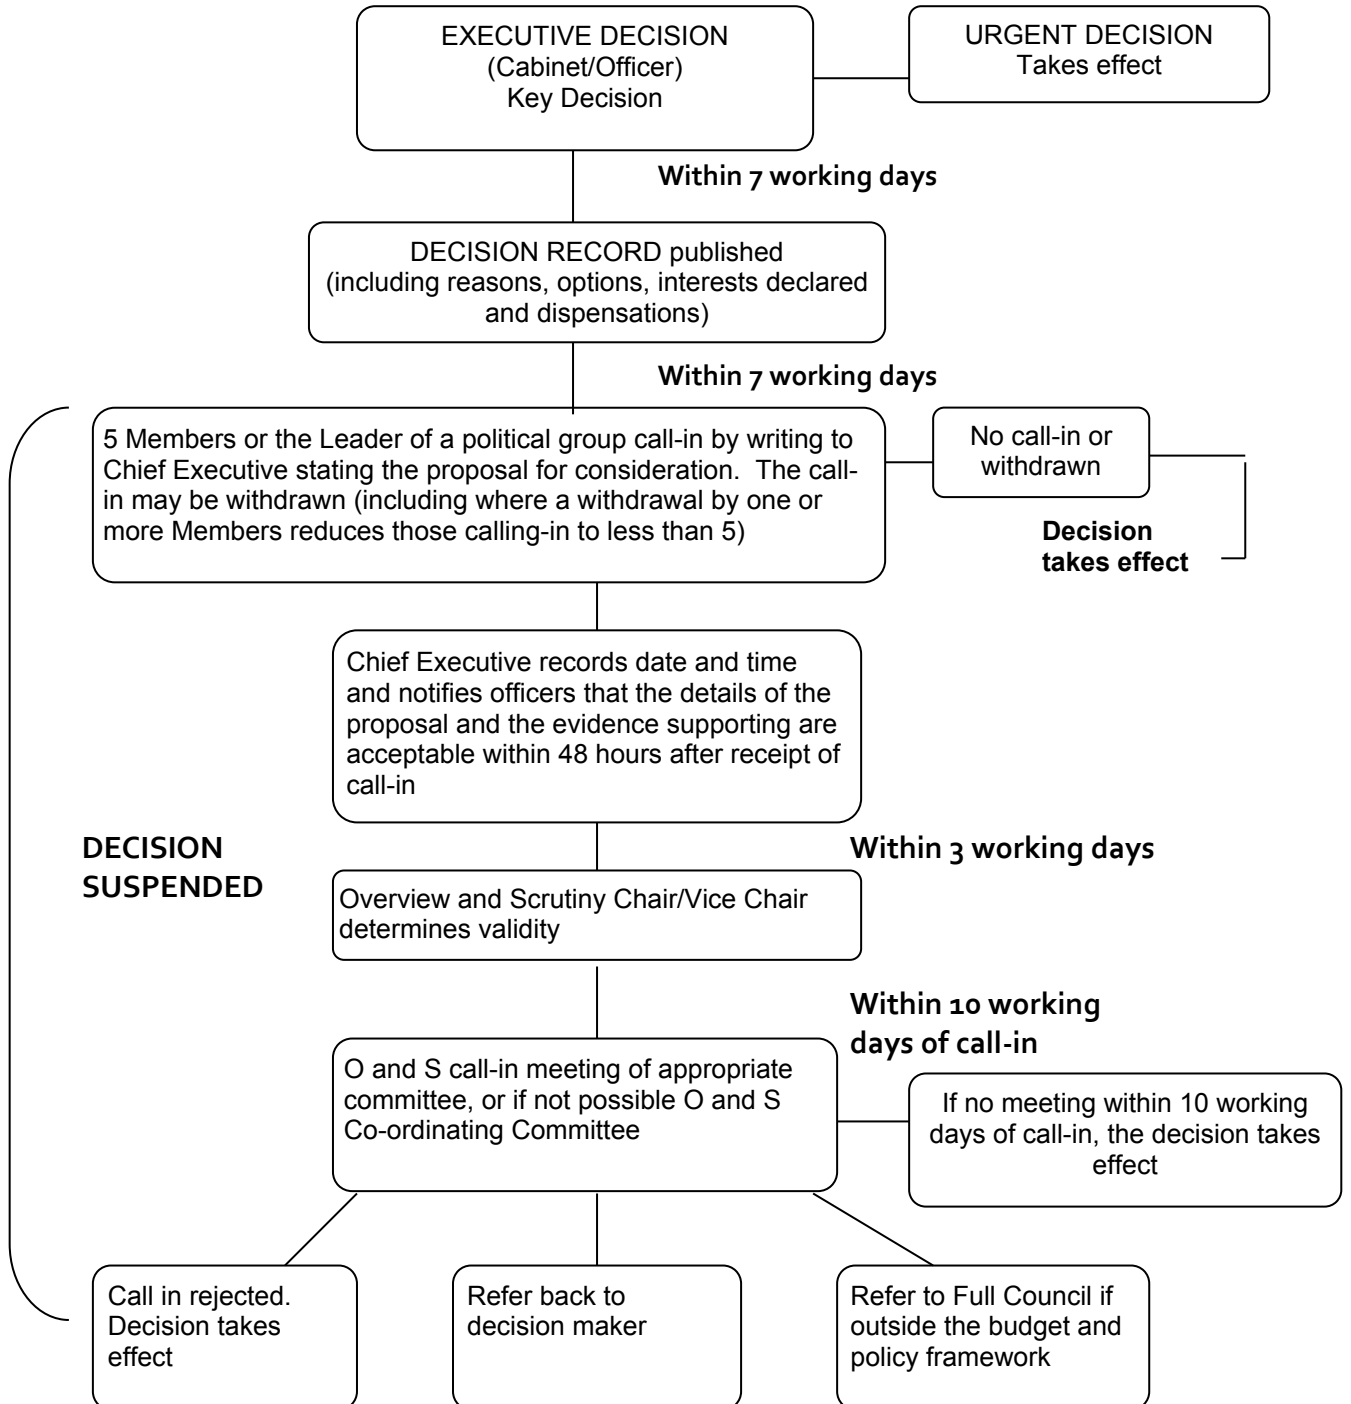 EXECUTIVE DECISION
(Cabinet/Officer)
Key Decision
URGENT DECISION
Takes effect
Within 7 working days
DECISION RECORD published
(including reasons, options, interests declared
and dispensations)
Within 7 working days
5 Members or the Leader of a political group call-in by writing to
Chief Executive stating the proposal for consideration.  The call-
in may be withdrawn (including where a withdrawal by one or
more Members reduces those calling-in to less than 5)
No call-in or
withdrawn
Decision
takes effect
Chief Executive records date and time
and notifies officers that the details of the
proposal and the evidence supporting are
acceptable within 48 hours after receipt of
call-in
DECISION
SUSPENDED
Within 3 working days
Overview and Scrutiny Chair/Vice Chair
determines validity
Within 10 working
days of call-in
O and S call-in meeting of appropriate
committee, or if not possible O and S
Co-ordinating Committee
If no meeting within 10 working
days of call-in, the decision takes
effect
Call in rejected.
Decision takes
effect
Refer back to
decision maker
Refer to Full Council if
outside the budget and
policy framework